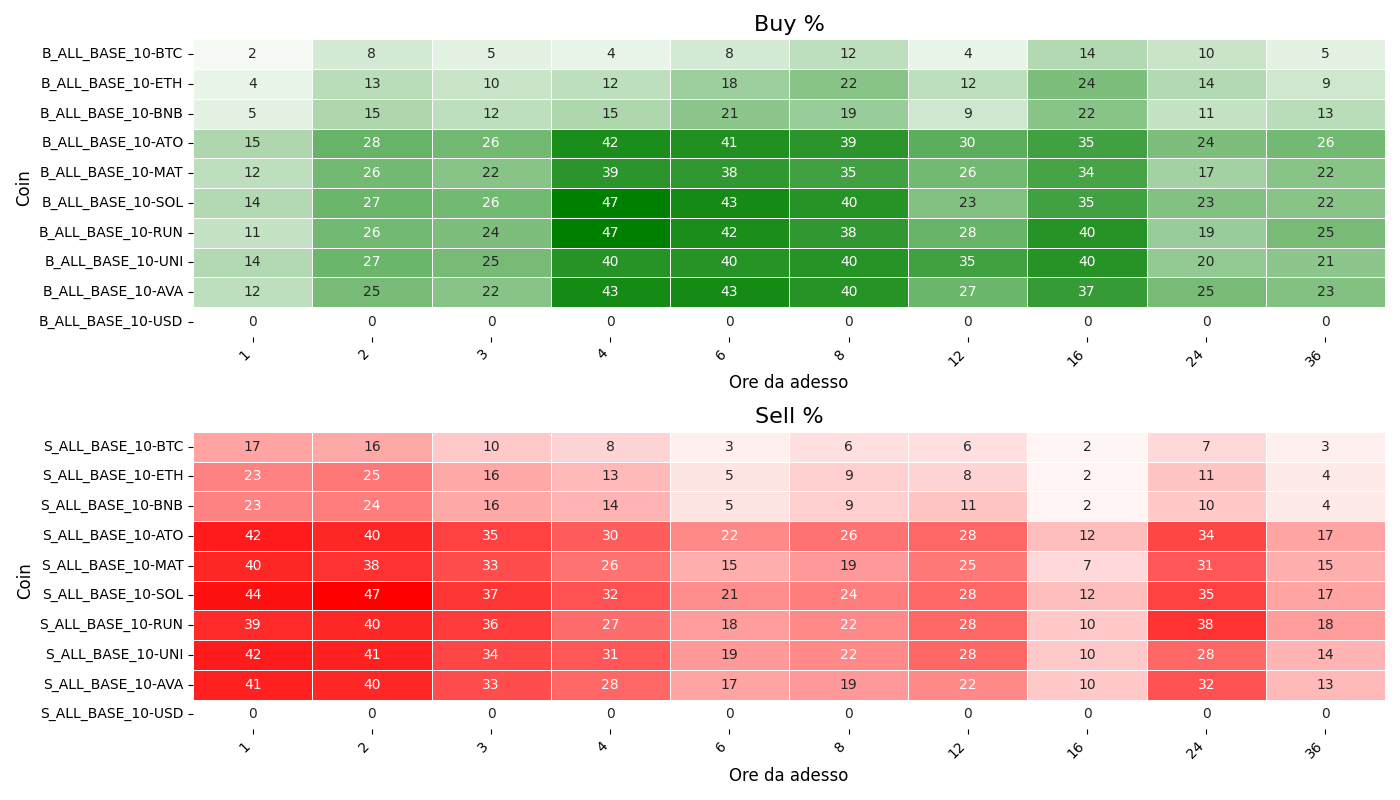 Buy %
Coin
B_ALL_BASE_10-BTC 2 8 5 4 8 12 4 14 10 5
B_ALL_BASE_10-ETH 4 13 10 12 18 22 12 24 14 9
B_ALL_BASE_10-BNB 5 15 12 15 21 19 9 22 11 13
B_ALL_BASE_10-ATO 15 28 26 42 41 39 30 35 24 26
B_ALL_BASE_10-MAT 12 26 22 39 38 35 26 34 17 22
B_ALL_BASE_10-SOL 14 27 26 47 43 40 23 35 23 22
B_ALL_BASE_10-RUN 11 26 24 47 42 38 28 40 19 25
B_ALL_BASE_10-UNI 14 27 25 40 40 40 35 40 20 21
B_ALL_BASE_10-AVA 12 25 22 43 43 40 27 37 25 23
B_ALL_BASE_10-USD 0 0 0 0 0 0 0 0 0 0
1 2 3 4 6 8 12 16 24 36
Ore da adesso
Sell %
Coin
S_ALL_BASE_10-BTC 17 16 10 8 3 6 6 2 7 3
S_ALL_BASE_10-ETH 23 25 16 13 5 9 8 2 11 4
S_ALL_BASE_10-BNB 23 24 16 14 5 9 11 2 10 4
S_ALL_BASE_10-ATO 42 40 35 30 22 26 28 12 34 17
S_ALL_BASE_10-MAT 40 38 33 26 15 19 25 7 31 15
S_ALL_BASE_10-SOL 44 47 37 32 21 24 28 12 35 17
S_ALL_BASE_10-RUN 39 40 36 27 18 22 28 10 38 18
S_ALL_BASE_10-UNI 42 41 34 31 19 22 28 10 28 14
S_ALL_BASE_10-AVA 41 40 33 28 17 19 22 10 32 13
S_ALL_BASE_10-USD 0 0 0 0 0 0 0 0 0 0
1 2 3 4 6 8 12 16 24 36
Ore da adesso